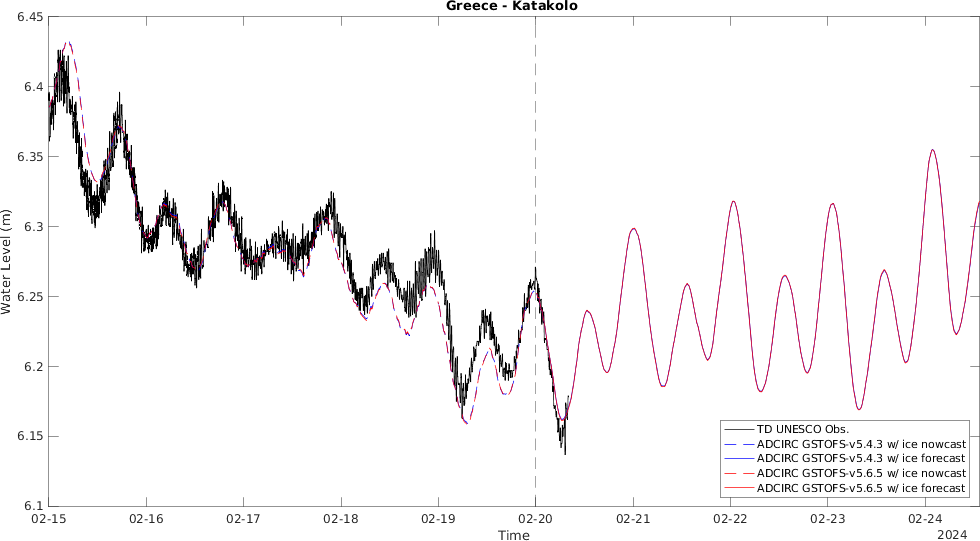 Greece - Katakolo
6.45
6.4
6.35
6.3
6.25
6.2
6.15
6.1
Water Level (m)
02-15 02-16 02-17 02-18 02-19 02-20 02-21 02-22 02-23 02-24
Time
2024
TD UNESCO Obs.
ADCIRC GSTOFS-v5.4.3 w/ ice nowcast
ADCIRC GSTOFS-v5.4.3 w/ ice forecast
ADCIRC GSTOFS-v5.6.5 w/ ice nowcast
ADCIRC GSTOFS-v5.6.5 w/ ice forecast